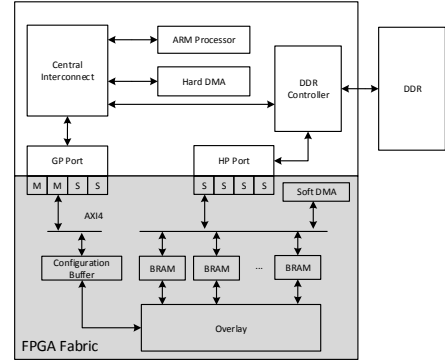 ARM Processor
Central
Interconnect
Hard DMA
DDR
Controller
DDR
GP Port
HP Port
M M S S
S S S S
Soft DMA
AXI4
Configuration
Buffer
BRAM
BRAM
...
BRAM
Overlay
FPGA Fabric